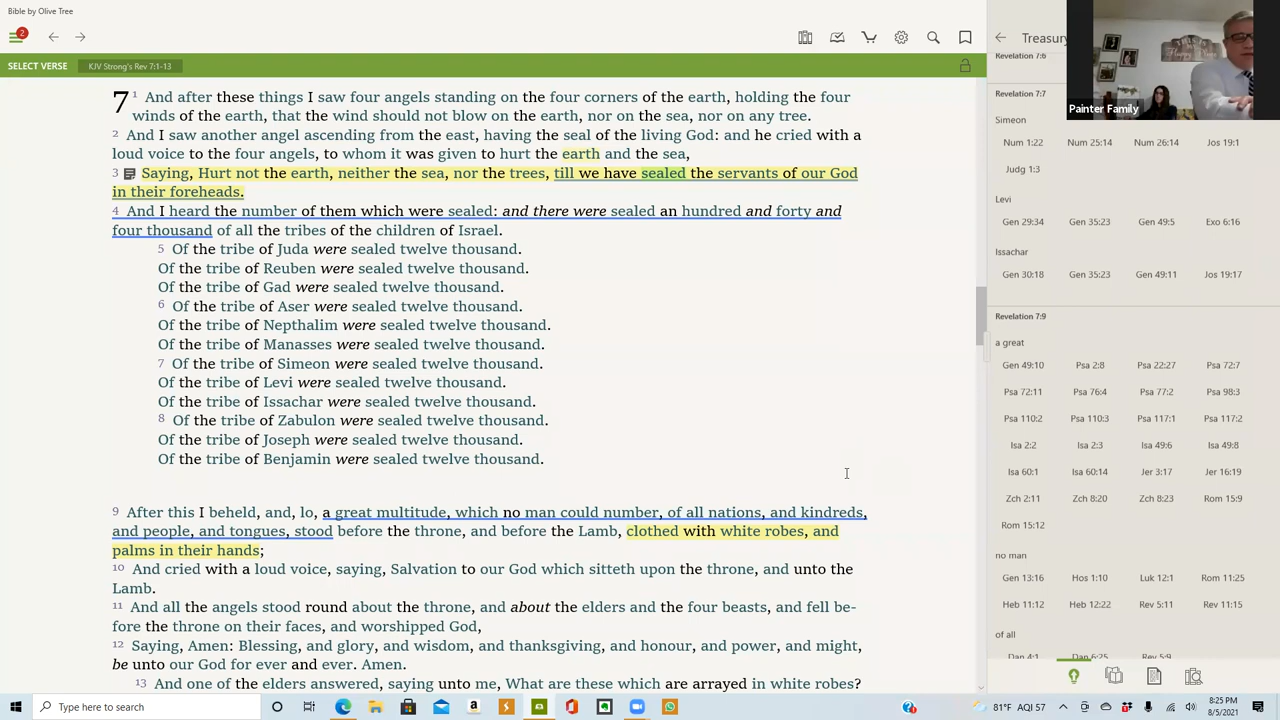 Bible by Olive Tree
2
SELECT VERSE
KJV Strong's Rev 7:1-13
7 1 And after these things I saw four angels standing on the four corners of the earth, holding the four
winds of the earth, that the wind should not blow on the earth, nor on the sea, nor on any tree.
2 And I saw another angel ascending from the east, having the seal of the living God: and he cried with a
loud voice to the four angels, to whom it was given to hurt the earth and the sea,
3 Saying, Hurt not the earth, neither the sea, nor the trees, till we have sealed the servants of our God
in their foreheads.
4 And I heard the number of them which were sealed: and there were sealed an hundred and forty and
four thousand of all the tribes of the children of Israel.
5 Of the tribe of Juda were sealed twelve thousand.
Of the tribe of Reuben were sealed twelve thousand.
Of the tribe of Gad were sealed twelve thousand.
6 Of the tribe of Aser were sealed twelve thousand.
Of the tribe of Nepthalim were sealed twelve thousand.
Of the tribe of Manasses were sealed twelve thousand.
7 Of the tribe of Simeon were sealed twelve thousand.
Of the tribe of Levi were sealed twelve thousand.
Of the tribe of Issachar were sealed twelve thousand.
8 Of the tribe of Zabulon were sealed twelve thousand.
Of the tribe of Joseph were sealed twelve thousand.
Of the tribe of Benjamin were sealed twelve thousand.
9 After this I beheld, and, lo, a great multitude, which no man could number, of all nations, and kindreds,
and people, and tongues, stood before the throne, and before the Lamb, clothed with white robes, and
palms in their hands;
10 And cried with a loud voice, saying, Salvation to our God which sitteth upon the throne, and unto the
Lamb.
11 And all the angels stood round about the throne, and about the elders and the four beasts, and fell be-
fore the throne on their faces, and worshipped God,
12 Saying, Amen: Blessing, and glory, and wisdom, and thanksgiving, and honour, and power, and might,
be unto our God for ever and ever. Amen.
13 And one of the elders answered, saying unto me, What are these which are arrayed in white robes?
Treasury
Revelation 7:6
Painter Family
Revelation 7:7
Simeon
Num 1:22 Num 25:14 Num 26:14 Jos 19:1
Judg 1:3
Levi
Gen 29:34 Gen 35:23 Gen 49:5 Exo 6:16
Issachar
Gen 30:18 Gen 35:23 Gen 49:11 Jos 19:17
Revelation 7:9
a great
Gen 49:10 Psa 2:8 Psa 22:27 Psa 72:7
Psa 72:11 Psa 76:4 Psa 77:2 Psa 98:3
Psa 110:2 Psa 110:3 Psa 117:1 Psa 117:2
Isa 2:2 Isa 2:3 Isa 49:6 Isa 49:8
Isa 60:1 Isa 60:14 Jer 3:17 Jer 16:19
Zch 2:11 Zch 8:20 Zch 8:23 Rom 15:9
Rom 15:12
no man
Gen 13:16 Hos 1:10 Luk 12:1 Rom 11:25
Heb 11:12 Heb 12:22 Rev 5:11 Rev 11:15
of all
Dan 4:1 Dan 6:25 Rev 5:9
Type here to search
81°F AQI 57
8:25 PM
8/5/2021